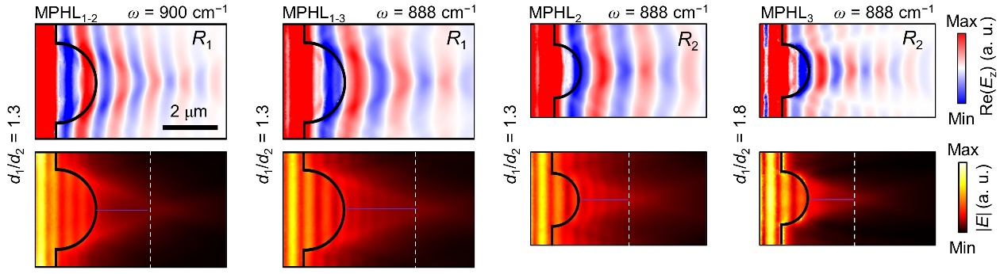 MPHL₁₋₂ ω = 900 cm⁻¹
MPHL₁₋₃ ω = 888 cm⁻¹
MPHL₂ ω = 888 cm⁻¹
MPHL₃ ω = 888 cm⁻¹
R₁
R₁
R₂
R₂
2 μm
d₁/d₂ = 1.3
d₁/d₂ = 1.3
d₁/d₂ = 1.3
d₁/d₂ = 1.8
Max
Re(E_z) (a. u.)
Min
Max
|E| (a. u.)
Min